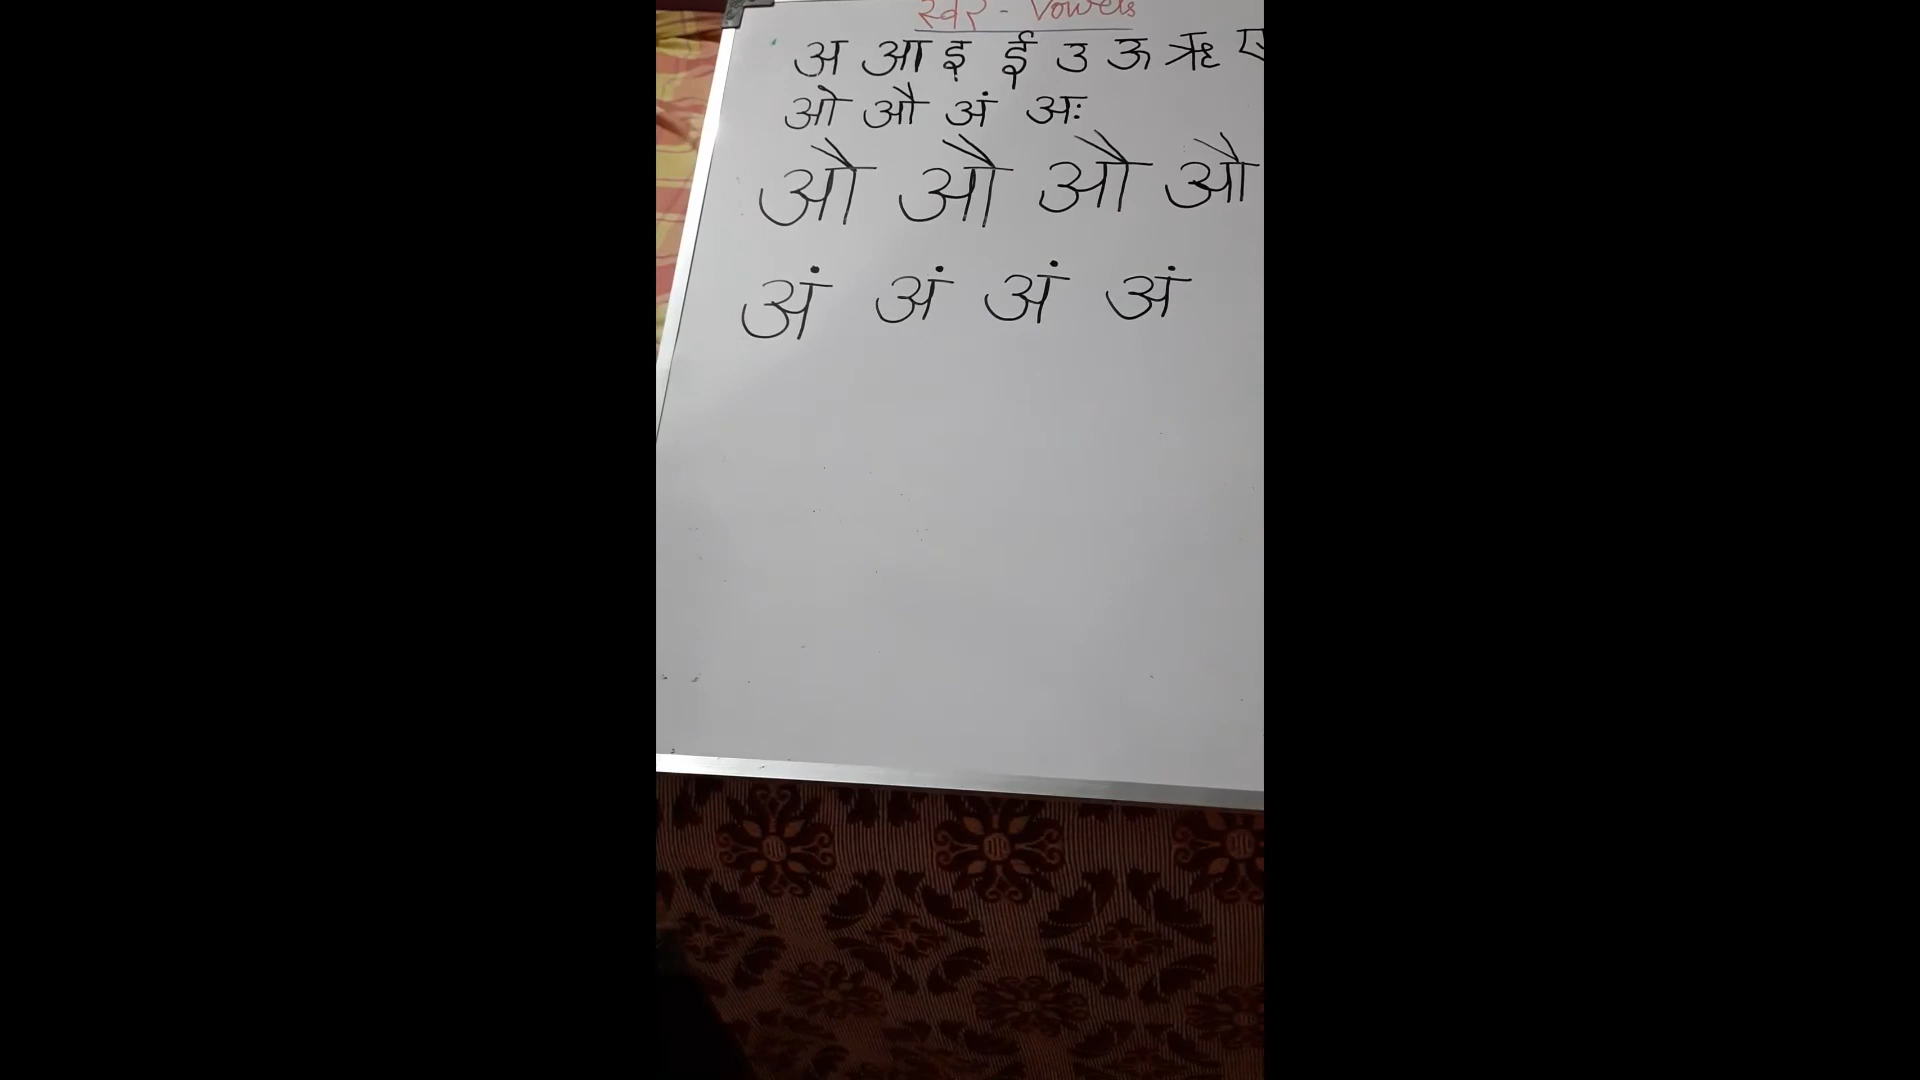 स्वर - Vowels
अ आ इ ई उ ऊ ऋ ए
ओ औ अं अः
औ औ औ औ
अं अं अं अं